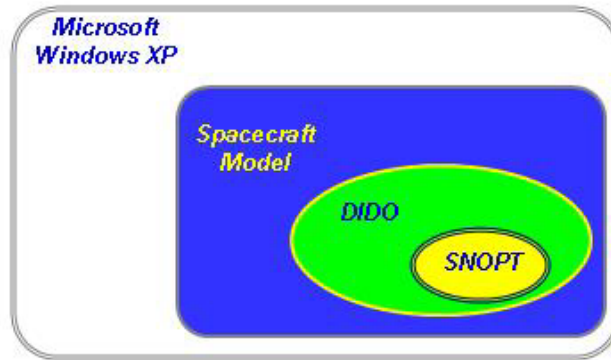 Microsoft
Windows XP
Spacecraft
Model
DIDO
SNOPT